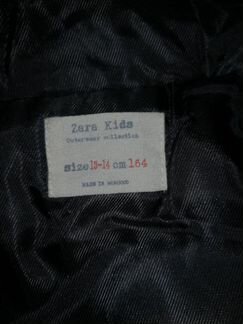 Zara Kids
Outerwear collection
size 13-14 cm 164
MADE IN MOROCCO